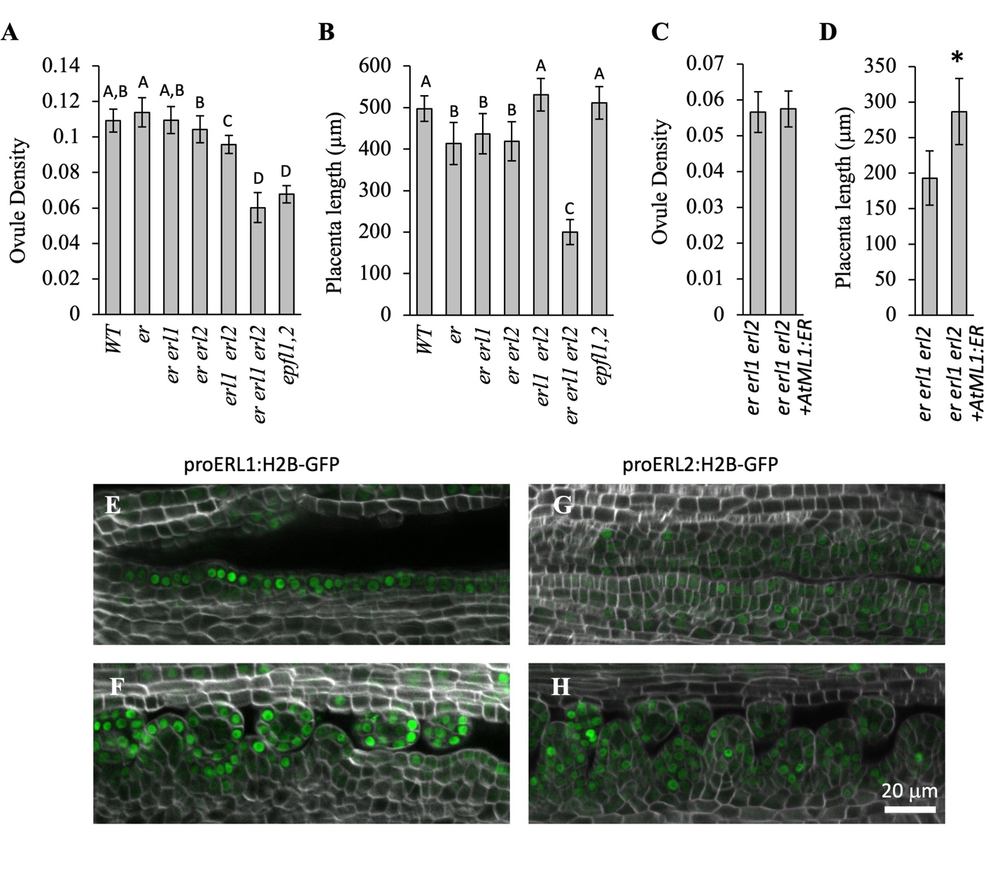 A
B
C
D
Ovule Density
0.14
0.12
0.1
0.08
0.06
0.04
0.02
0
A,B
A
A,B
B
C
D
D
WT
er
er erl1
er erl2
erl1 erl2
er erl1 erl2
epfl1,2
Placenta length (μm)
600
500
400
300
200
100
0
A
B
B
B
A
C
A
WT
er
er erl1
er erl2
erl1 erl2
er erl1 erl2
epfl1,2
Ovule Density
0.07
0.06
0.05
0.04
0.03
0.02
0.01
0
er erl1 erl2
er erl1 erl2
+AtML1:ER
Placenta length (μm)
350
300
250
200
150
100
50
0
*
er erl1 erl2
er erl1 erl2
+AtML1:ER
proERL1:H2B-GFP
proERL2:H2B-GFP
E
G
F
H
20 μm